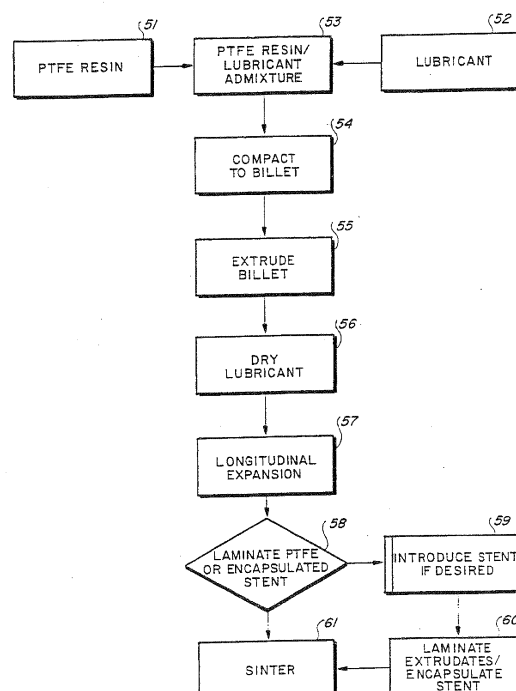 51
PTFE RESIN
53
PTFE RESIN/
LUBRICANT
ADMIXTURE
52
LUBRICANT
54
COMPACT
TO BILLET
55
EXTRUDE
BILLET
56
DRY
LUBRICANT
57
LONGITUDINAL
EXPANSION
58
LAMINATE PTFE
OR ENCAPSULATED
STENT
59
INTRODUCE STENT
IF DESIRED
60
LAMINATE
EXTRUDATES/
ENCAPSULATE
STENT
61
SINTER